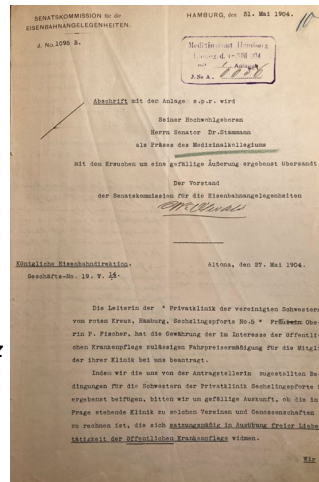 SENATSKOMMISSION für die
EISENBAHNANGELEGENHEITEN.
J. No. 1095 B.
HAMBURG, den 31. Mai 1904.
10
Medizinalamt Hamburg
Anlagen
J. No A.
Abschrift mit der Anlage s.p.r. wird
Seiner Hochwohlgeboren
Herrn Senator Dr. Stammann
als Präses des Medizinalkollegiums
mit dem Ersuchen um eine gefällige Äußerung ergebenst übersandt
Der Vorstand
der Senatskommission für die Eisenbahnangelegenheiten
Königliche Eisenbahndirektion.
Geschäfts-No. 19. V. 14.
Altona, den 27. Mai 1904.
Die Leiterin der " Privatklinik der vereinigten Schwestern
vom roten Kreuz, Hamburg, Sechslingspforte No.5 " Obe-
rin P. Fischer, hat die Gewährung der im Interesse der öffentli-
chen Krankenpflege zulässigen Fahrpreisermäßigung für die Mitgli
der ihrer Klinik bei uns beantragt.
Indem wir die uns von der Antragstellerin zugestellten Be-
dingungen für die Schwestern der Privatklinik Sechslingspforte
ergebenst beifügen, bitten wir um gefällige Auskunft, ob die in
Frage stehende Klinik zu solchen Vereinen und Genossenschaften
zu rechnen ist, die sich satzungsmäßig in Ausübung freier Liebe
tätigkeit der öffentlichen Krankenpflege widmen.
Wir